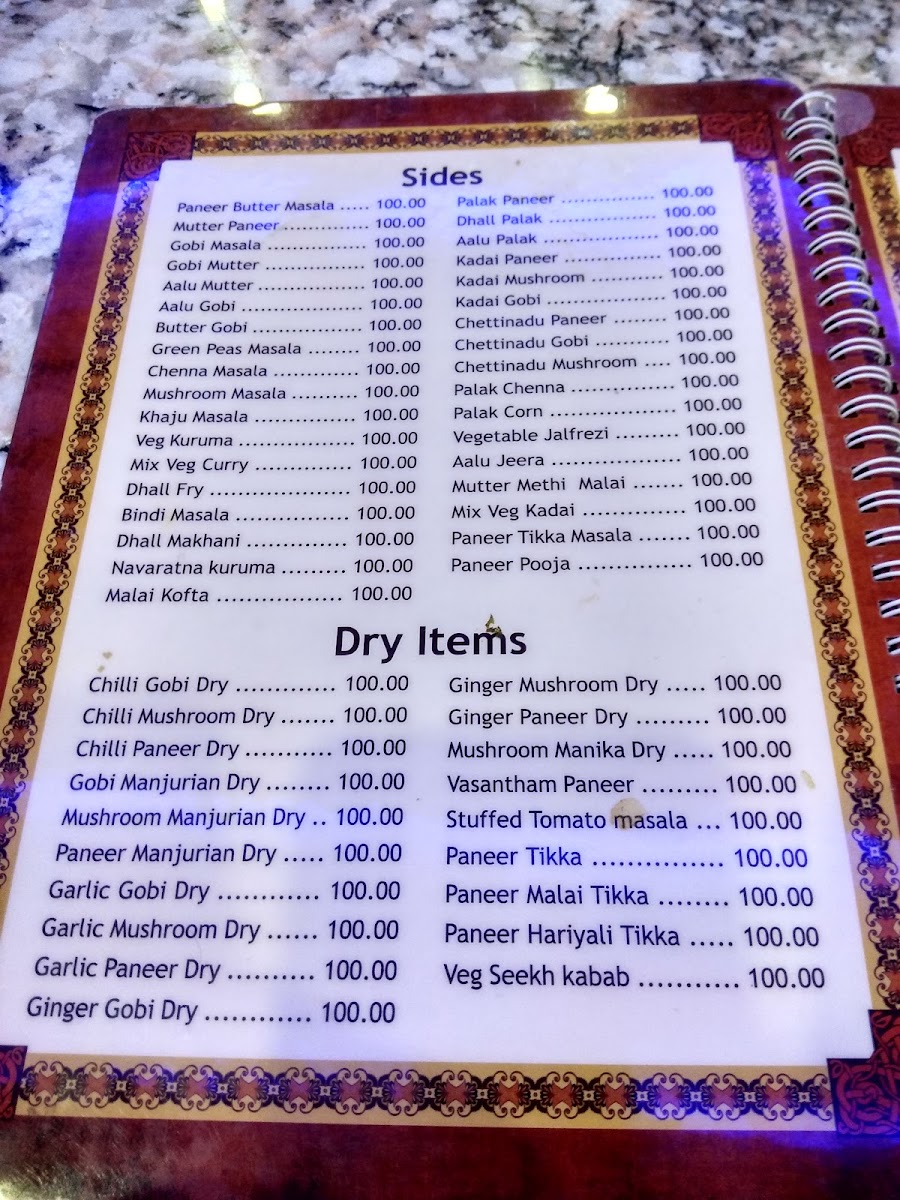 Sides
Paneer Butter Masala ..... 100.00
Mutter Paneer .............. 100.00
Gobi Masala ................ 100.00
Gobi Mutter ................ 100.00
Aalu Mutter ................. 100.00
Aalu Gobi ................... 100.00
Butter Gobi ................. 100.00
Green Peas Masala ........ 100.00
Chenna Masala ............. 100.00
Mushroom Masala .......... 100.00
Khaju Masala ................ 100.00
Veg Kuruma .................. 100.00
Mix Veg Curry .............. 100.00
Dhall Fry .................... 100.00
Bindi Masala ................ 100.00
Dhall Makhani .............. 100.00
Navaratna kuruma ......... 100.00
Malai Kofta .................. 100.00
Palak Paneer ............... 100.00
Dhall Palak ................. 100.00
Aalu Palak .................. 100.00
Kadai Paneer ............... 100.00
Kadai Mushroom ........... 100.00
Kadai Gobi .................. 100.00
Chettinadu Paneer ........ 100.00
Chettinadu Gobi ........... 100.00
Chettinadu Mushroom .... 100.00
Palak Chenna ............... 100.00
Palak Corn .................. 100.00
Vegetable Jalfrezi ......... 100.00
Aalu Jeera .................. 100.00
Mutter Methi Malai ....... 100.00
Mix Veg Kadai .............. 100.00
Paneer Tikka Masala ....... 100.00
Paneer Pooja ............... 100.00
Dry Items
Chilli Gobi Dry ............. 100.00
Chilli Mushroom Dry ....... 100.00
Chilli Paneer Dry ........... 100.00
Gobi Manjurian Dry ........ 100.00
Mushroom Manjurian Dry .. 100.00
Paneer Manjurian Dry ..... 100.00
Garlic Gobi Dry ............ 100.00
Garlic Mushroom Dry ...... 100.00
Garlic Paneer Dry .......... 100.00
Ginger Gobi Dry ............ 100.00
Ginger Mushroom Dry ..... 100.00
Ginger Paneer Dry ......... 100.00
Mushroom Manika Dry ..... 100.00
Vasantham Paneer ......... 100.00
Stuffed Tomato masala ... 100.00
Paneer Tikka ............... 100.00
Paneer Malai Tikka ........ 100.00
Paneer Hariyali Tikka ..... 100.00
Veg Seekh kabab ........... 100.00